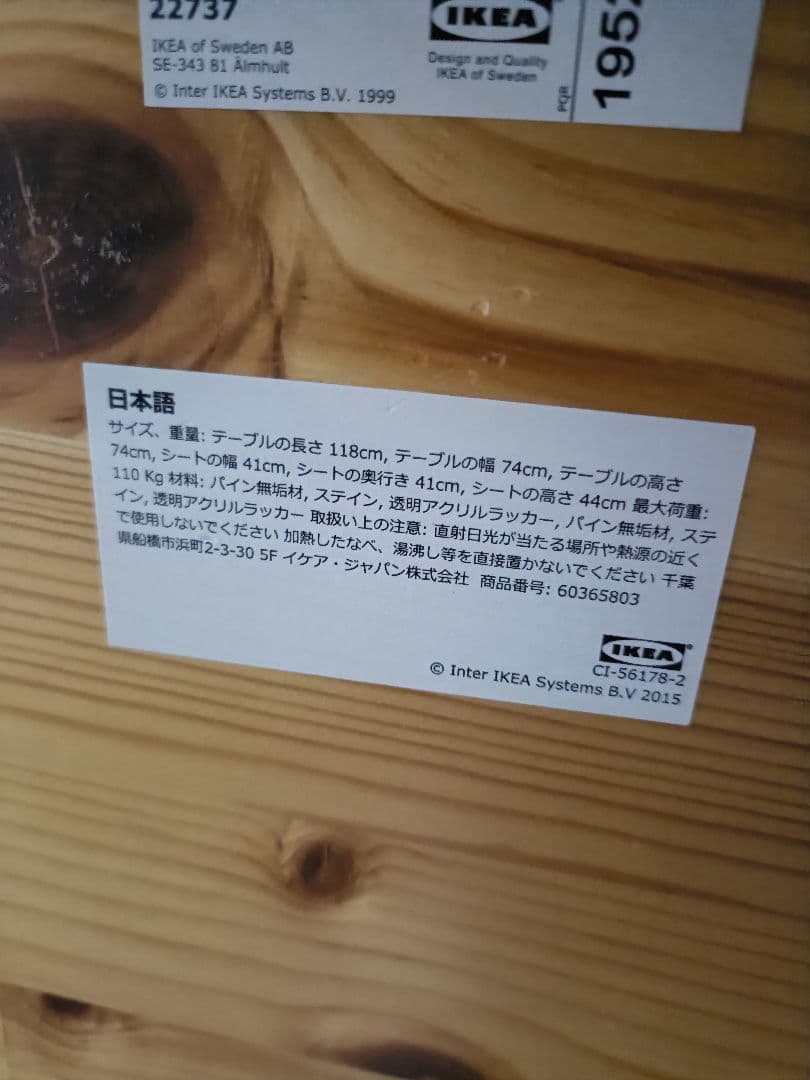 22737
IKEA of Sweden AB
SE-343 81 Älmhult
© Inter IKEA Systems B.V. 1999
IKEA
Design and Quality
IKEA of Sweden
PQR
日本語
サイズ、重量: テーブルの長さ 118cm, テーブルの幅 74cm, テーブルの高さ
74cm, シートの幅 41cm, シートの奥行き 41cm, シートの高さ 44cm 最大荷重:
110 Kg 材料: パイン無垢材, ステイン, 透明アクリルラッカー, パイン無垢材, ステ
イン, 透明アクリルラッカー 取扱い上の注意: 直射日光が当たる場所や熱源の近く
で使用しないでください 加熱したなべ、湯沸し等を直接置かないでください 千葉
県船橋市浜町2-3-30 5F イケア・ジャパン株式会社 商品番号: 60365803
IKEA®
CI-56178-2
© Inter IKEA Systems B.V 2015